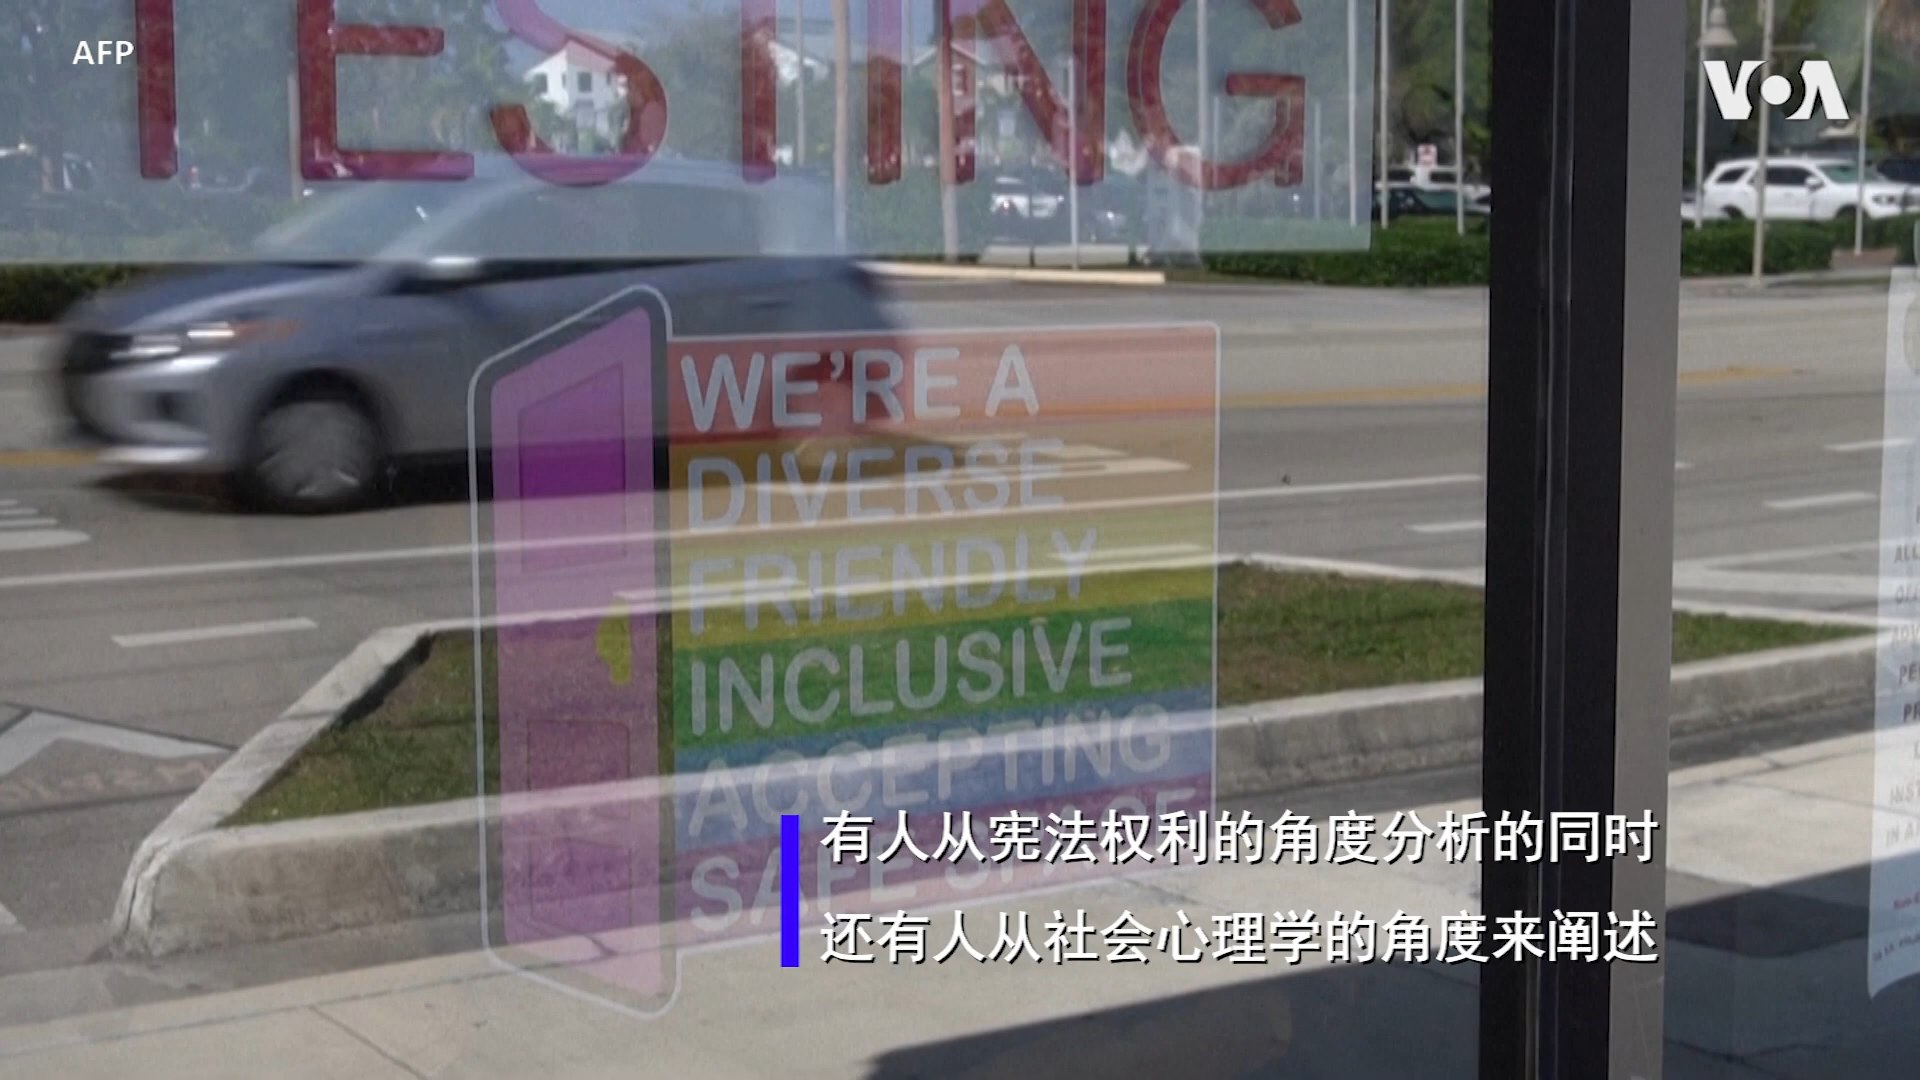 AFP
VOA
TESTING
WE'RE A
DIVERSE
FRIENDLY
INCLUSIVE
ACCEPTING
SAFE SPACE
有人从宪法权利的角度分析的同时
还有人从社会心理学的角度来阐述